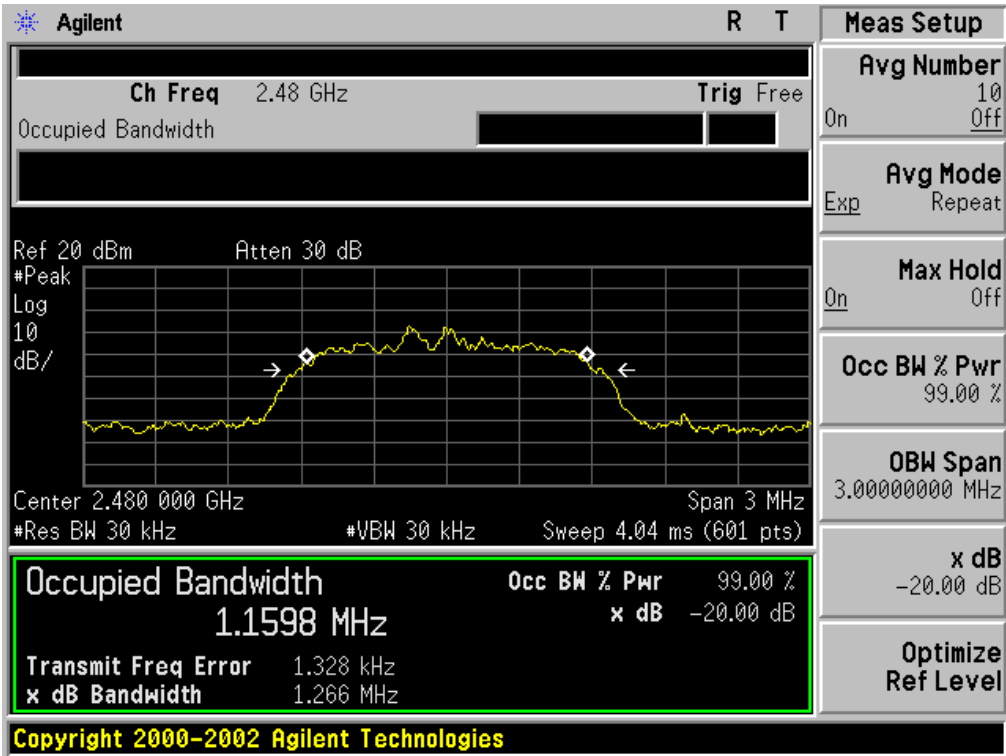 Agilent R T
Ch Freq 2.48 GHz Trig Free
Occupied Bandwidth
Ref 20 dBm Atten 30 dB
#Peak
Log
10
dB/
Center 2.480 000 GHz Span 3 MHz
#Res BW 30 kHz #VBW 30 kHz Sweep 4.04 ms (601 pts)
Occupied Bandwidth Occ BW % Pwr 99.00 %
1.1598 MHz x dB -20.00 dB
Transmit Freq Error 1.328 kHz
x dB Bandwidth 1.266 MHz
Copyright 2000-2002 Agilent Technologies
Meas Setup
Avg Number
10
On Off
Avg Mode
Exp Repeat
Max Hold
On Off
Occ BW % Pwr
99.00 %
OBW Span
3.00000000 MHz
x dB
-20.00 dB
Optimize
Ref Level